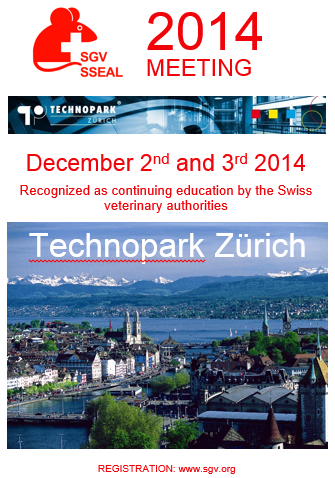 SGV
SSEAL
2014
MEETING
TECHNOPARK®
ZÜRICH
December 2nd and 3rd 2014
Recognized as continuing education by the Swiss
veterinary authorities
Technopark Zürich
REGISTRATION: www.sgv.org